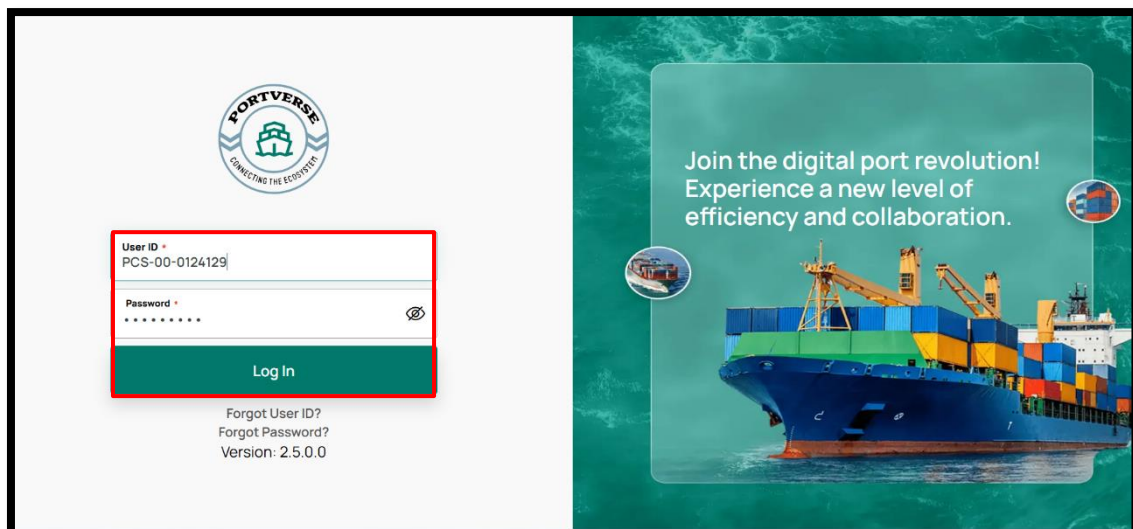 PORTVERSE
CONNECTING THE ECOSYSTEM
User ID *
PCS-00-0124129
Password *
•••••••••
Log In
Forgot User ID?
Forgot Password?
Version: 2.5.0.0
Join the digital port revolution!
Experience a new level of
efficiency and collaboration.